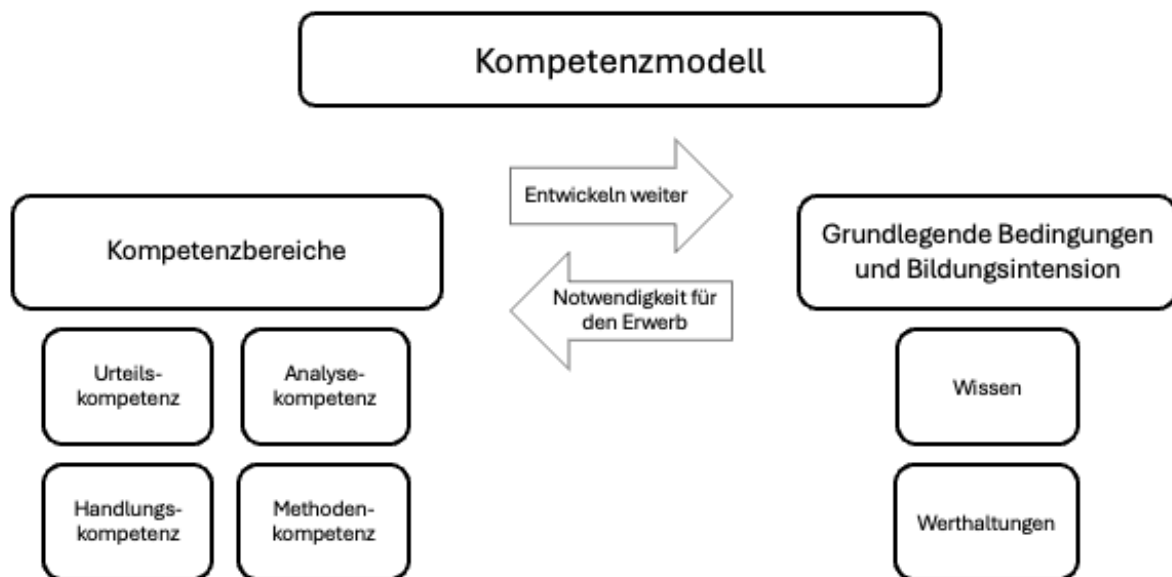 Kompetenzmodell
Entwickeln weiter
Kompetenzbereiche
Grundlegende Bedingungen
und Bildungsintension
Notwendigkeit für
den Erwerb
Urteils-
kompetenz
Analyse-
kompetenz
Wissen
Handlungs-
kompetenz
Methoden-
kompetenz
Werthaltungen